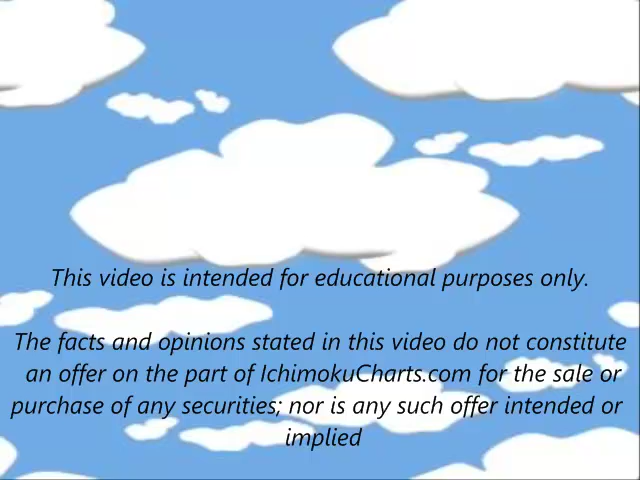 This video is intended for educational purposes only.
The facts and opinions stated in this video do not constitute
an offer on the part of IchimokuCharts.com for the sale or
purchase of any securities; nor is any such offer intended or
implied